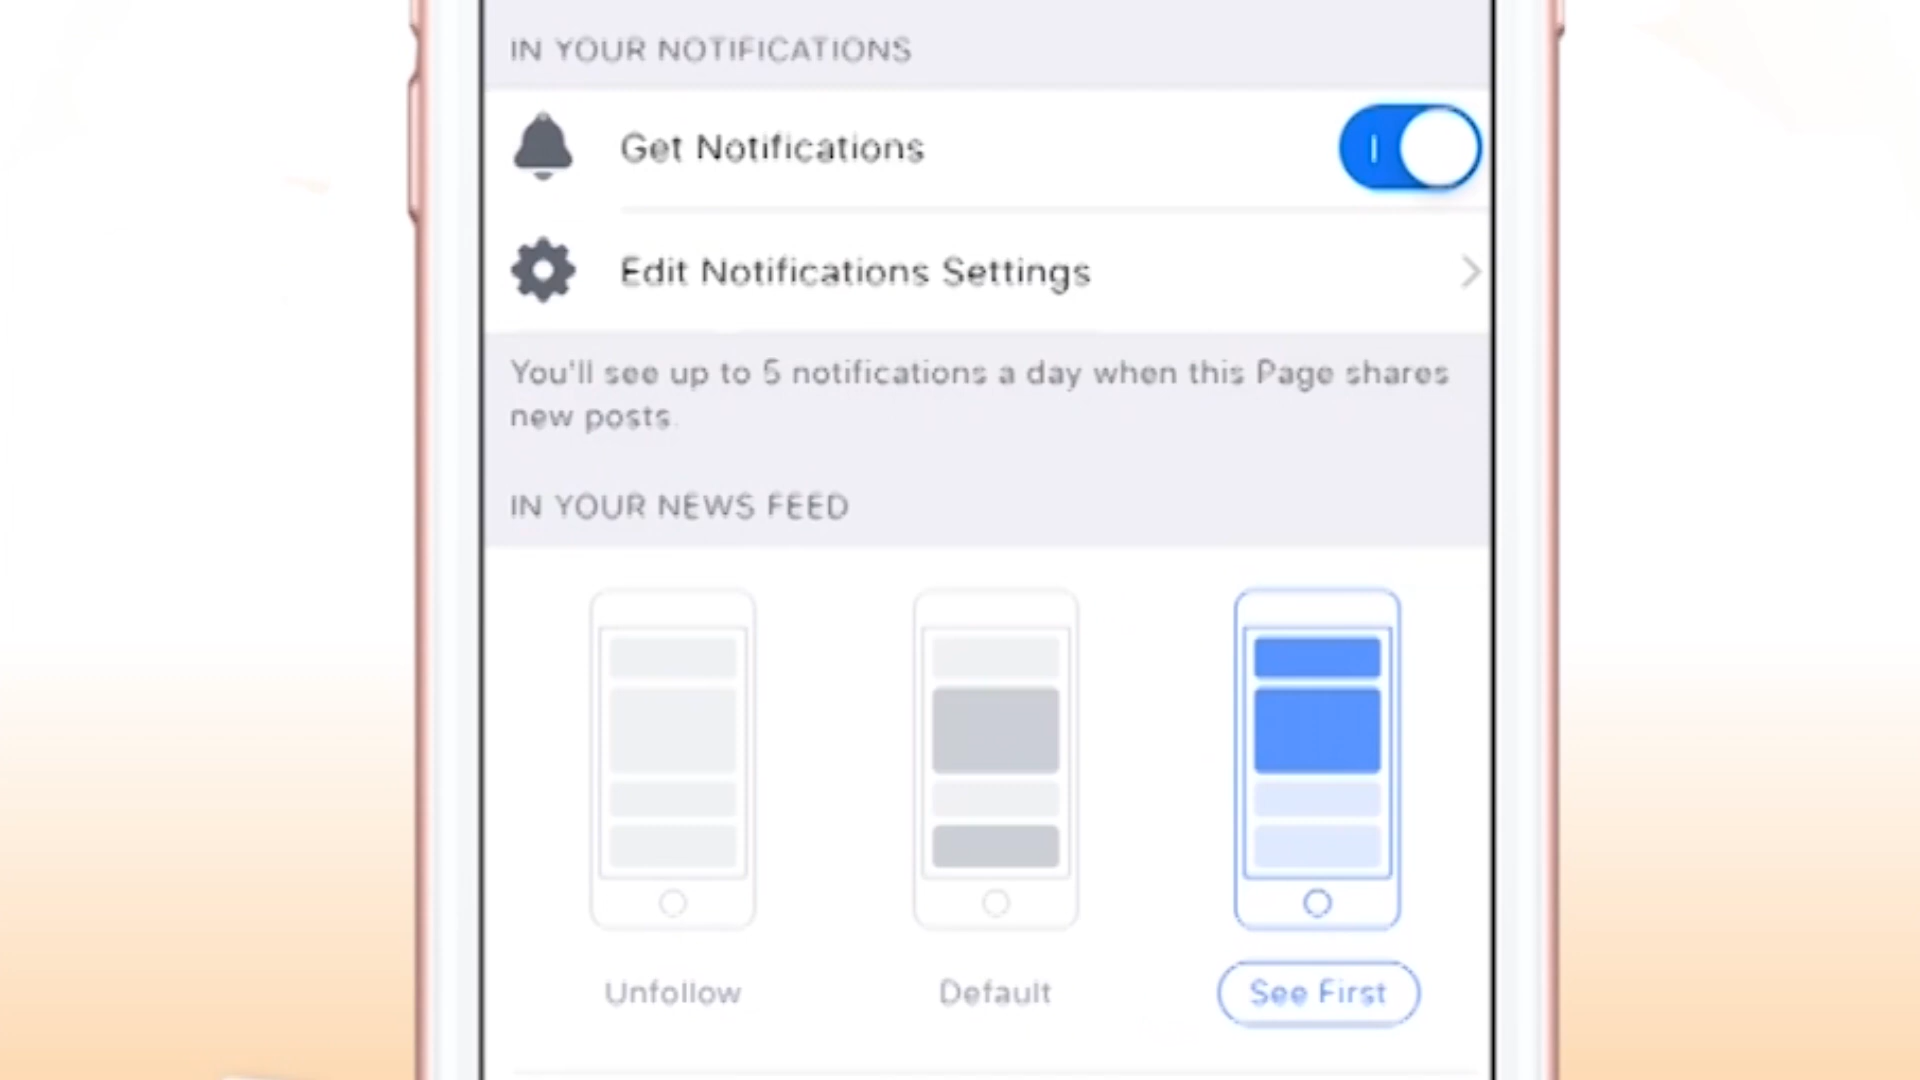 IN YOUR NOTIFICATIONS
Get Notifications
Edit Notifications Settings
You'll see up to 5 notifications a day when this Page shares
new posts.
IN YOUR NEWS FEED
Unfollow
Default
See First